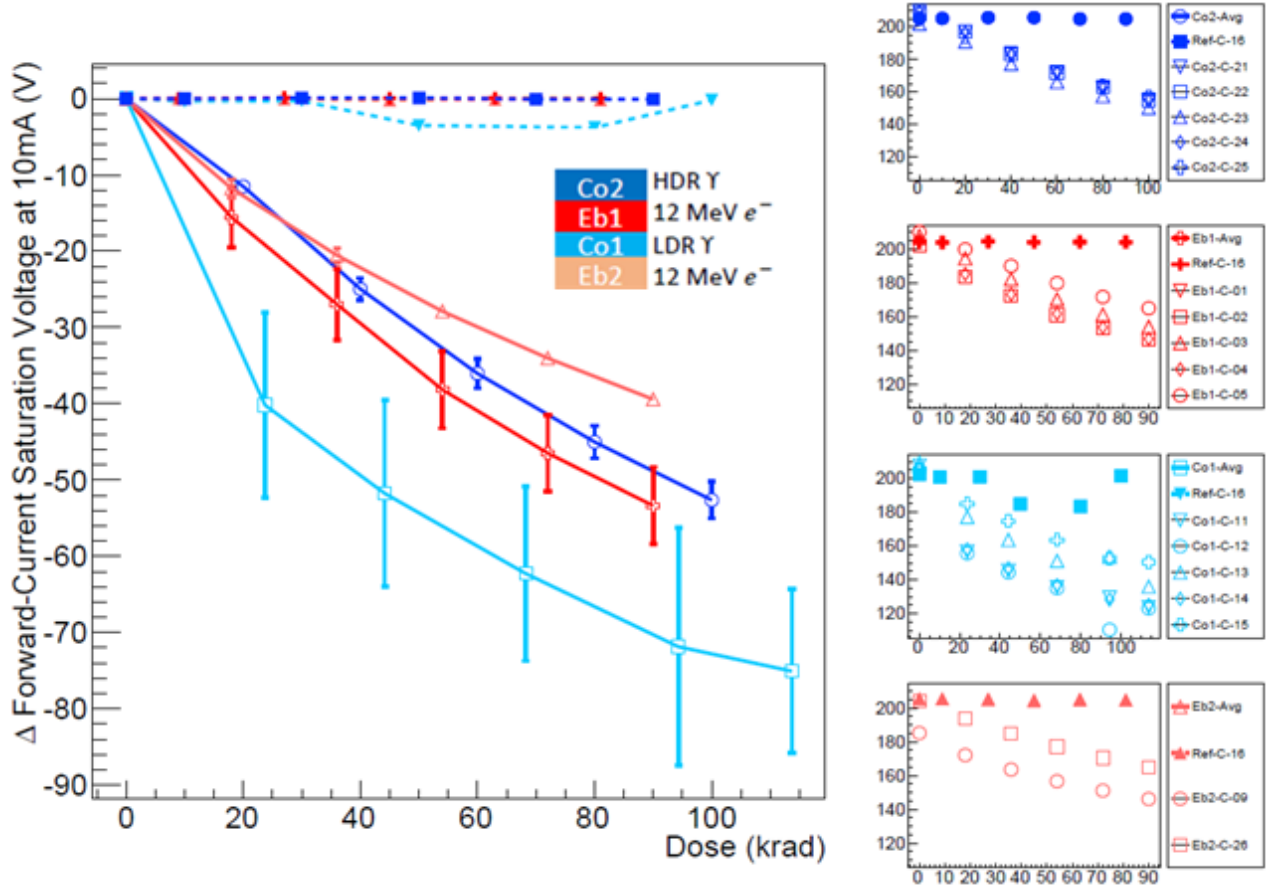 Δ Forward-Current Saturation Voltage at 10mA (V)
0
-10
-20
-30
-40
-50
-60
-70
-80
-90
0 20 40 60 80 100
Dose (krad)
Co2 HDR ϒ
Eb1 12 MeV e⁻
Co1 LDR ϒ
Eb2 12 MeV e⁻
200
180
160
140
120
0 20 40 60 80 100
Co2-Avg
Ref-C-16
Co2-C-21
Co2-C-22
Co2-C-23
Co2-C-24
Co2-C-25
200
180
160
140
120
0 10 20 30 40 50 60 70 80 90
Eb1-Avg
Ref-C-16
Eb1-C-01
Eb1-C-02
Eb1-C-03
Eb1-C-04
Eb1-C-05
200
180
160
140
120
0 20 40 60 80 100
Co1-Avg
Ref-C-16
Co1-C-11
Co1-C-12
Co1-C-13
Co1-C-14
Co1-C-15
200
180
160
140
120
0 10 20 30 40 50 60 70 80 90
Eb2-Avg
Ref-C-16
Eb2-C-09
Eb2-C-26